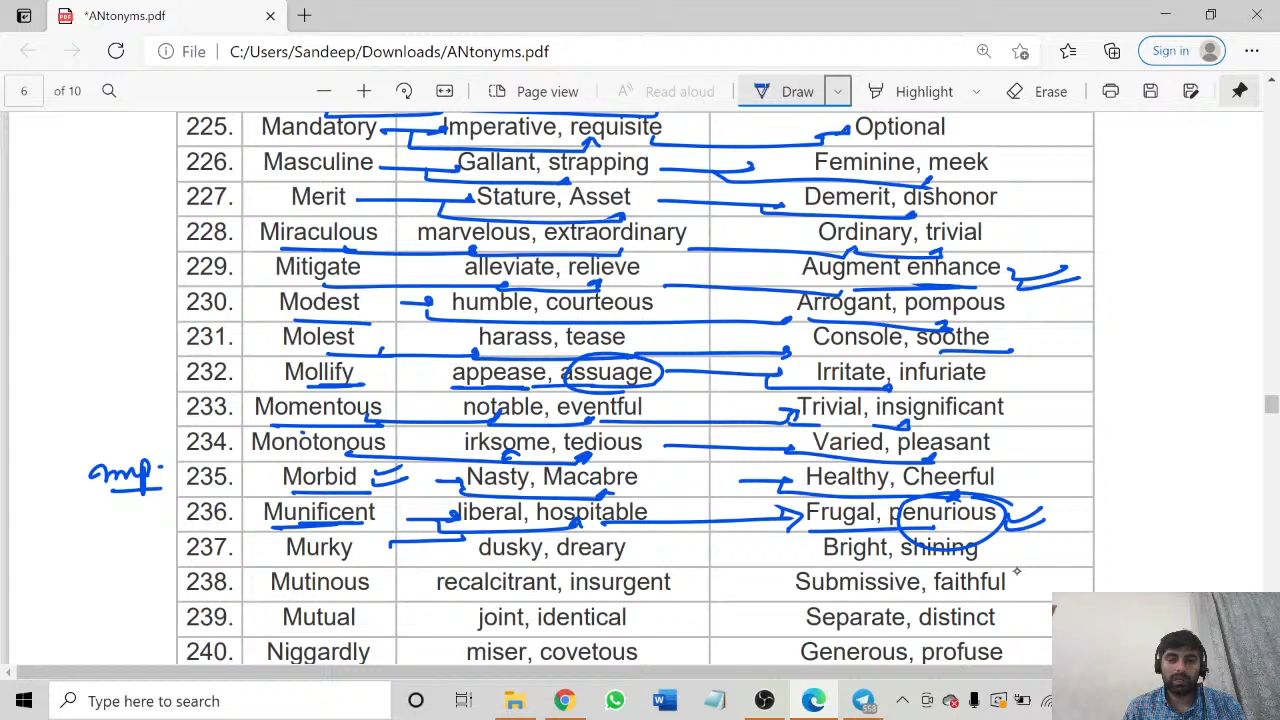 *ANtonyms.pdf
File C:/Users/Sandeep/Downloads/ANtonyms.pdf Sign in
6 of 10 Page view Read aloud Draw Highlight Erase
225. Mandatory Imperative, requisite Optional
226. Masculine Gallant, strapping Feminine, meek
227. Merit Stature, Asset Demerit, dishonor
228. Miraculous marvelous, extraordinary Ordinary, trivial
229. Mitigate alleviate, relieve Augment enhance
230. Modest humble, courteous Arrogant, pompous
231. Molest harass, tease Console, soothe
232. Mollify appease, assuage Irritate, infuriate
233. Momentous notable, eventful Trivial, insignificant
234. Monotonous irksome, tedious Varied, pleasant
Imp. 235. Morbid Nasty, Macabre Healthy, Cheerful
236. Munificent liberal, hospitable Frugal, penurious
237. Murky dusky, dreary Bright, shining
238. Mutinous recalcitrant, insurgent Submissive, faithful
239. Mutual joint, identical Separate, distinct
240. Niggardly miser, covetous Generous, profuse
Type here to search 558